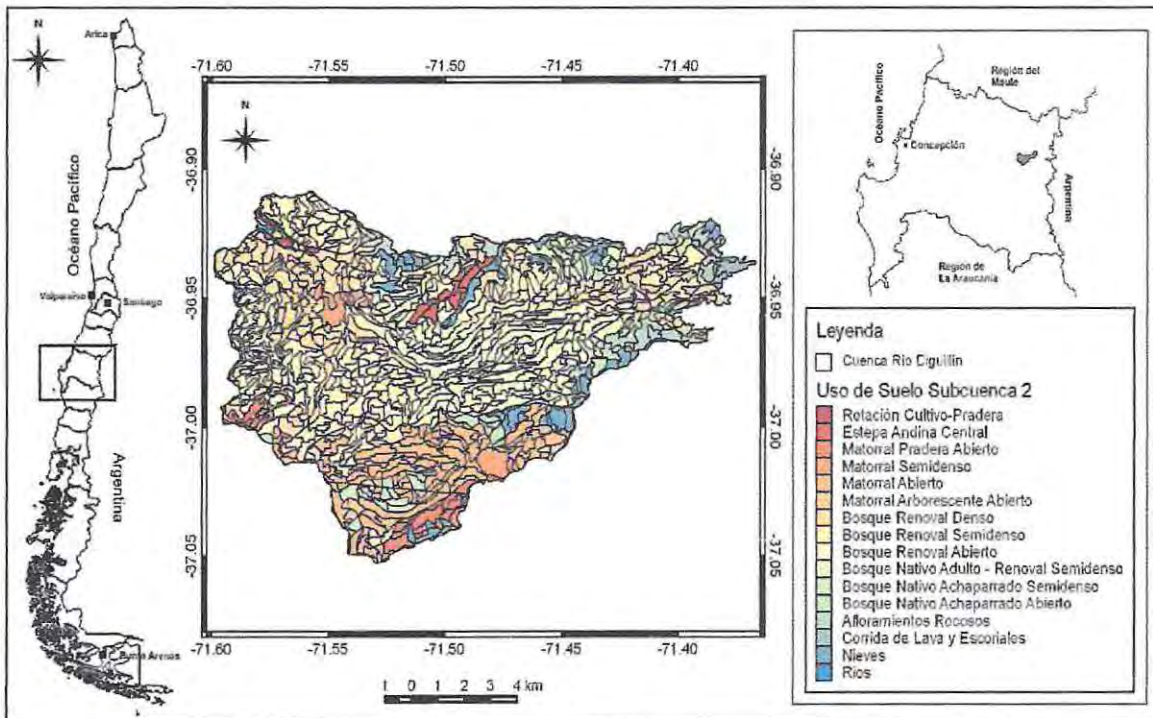 N
Arica
Océano Pacífico
Valparaíso
Santiago
Argentina
Punta Arenas
-71.60
-71.55
-71.50
-71.45
-71.40
N
-36.90
-36.95
-37.00
-37.05
-36.90
-36.95
-37.00
-37.05
-71.60
-71.55
-71.50
-71.45
-71.40
1 0 1 2 3 4 km
Océano Pacífico
Región del
Maule
Concepción
Argentina
Región de
La Araucanía
Leyenda
Cuenca Río Diguillín
Uso de Suelo Subcuenca 2
Rotación Cultivo-Pradera
Estepa Andina Central
Matorral Pradera Abierto
Matorral Semidenso
Matorral Abierto
Matorral Arborescente Abierto
Bosque Renoval Denso
Bosque Renoval Semidenso
Bosque Renoval Abierto
Bosque Nativo Adulto - Renoval Semidenso
Bosque Nativo Achaparrado Semidenso
Bosque Nativo Achaparrado Abierto
Afloramientos Rocosos
Corrida de Lava y Escoriales
Nieves
Ríos